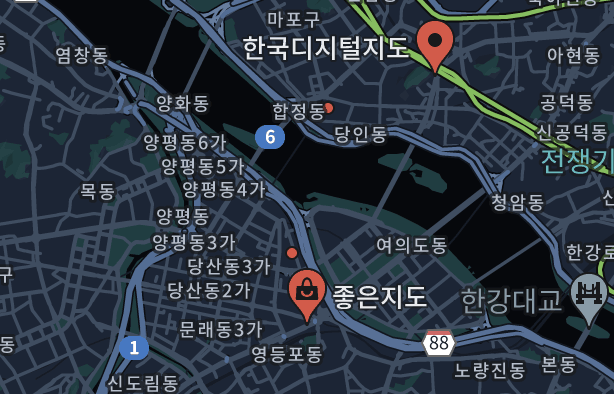 마포구
한국디지털지도
염창동
아현동
양화동
합정동
공덕동
6
당인동
신공덕동
양평동6가
전쟁기
양평동5가
목동
양평동4가
청암동
양평동
양평동3가
여의도동
한강로
당산동3가
구
당산동2가
좋은지도
한강대교
문래동3가
88
1
영등포동
노량진동
본동
신도림동